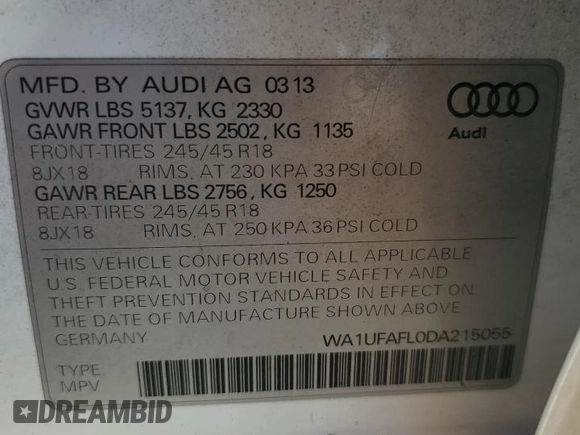 MFD. BY AUDI AG 03 13
GVWR LBS 5137, KG 2330
GAWR FRONT LBS 2502, KG 1135
FRONT-TIRES 245/45 R18
8JX18 RIMS, AT 230 KPA 33 PSI COLD
GAWR REAR LBS 2756, KG 1250
REAR-TIRES 245/45 R18
8JX18 RIMS, AT 250 KPA 36 PSI COLD
Audi
THIS VEHICLE CONFORMS TO ALL APPLICABLE
U.S. FEDERAL MOTOR VEHICLE SAFETY AND
THEFT PREVENTION STANDARDS IN EFFECT ON
THE DATE OF MANUFACTURE SHOWN ABOVE
GERMANY WA1UFAFL0DA215055
TYPE
MPV
DREAMBID